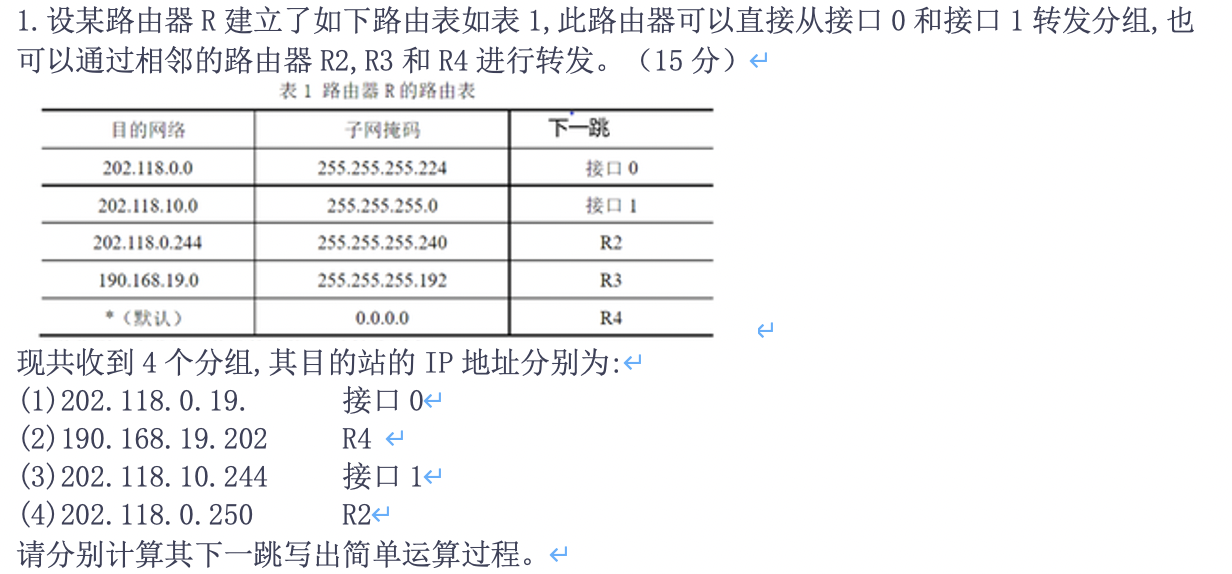 1.设某路由器 R 建立了如下路由表如表 1,此路由器可以直接从接口 0 和接口 1 转发分组,也
可以通过相邻的路由器 R2,R3 和 R4 进行转发。（15 分）↵
表 1 路由器 R 的路由表
目的网络 子网掩码 下一跳
202.118.0.0 255.255.255.224 接口 0
202.118.10.0 255.255.255.0 接口 1
202.118.0.244 255.255.255.240 R2
190.168.19.0 255.255.255.192 R3
*（默认） 0.0.0.0 R4
↵
现共收到 4 个分组,其目的站的 IP 地址分别为:↵
(1)202.118.0.19. 接口 0↵
(2)190.168.19.202 R4 ↵
(3)202.118.10.244 接口 1↵
(4)202.118.0.250 R2↵
请分别计算其下一跳写出简单运算过程。↵